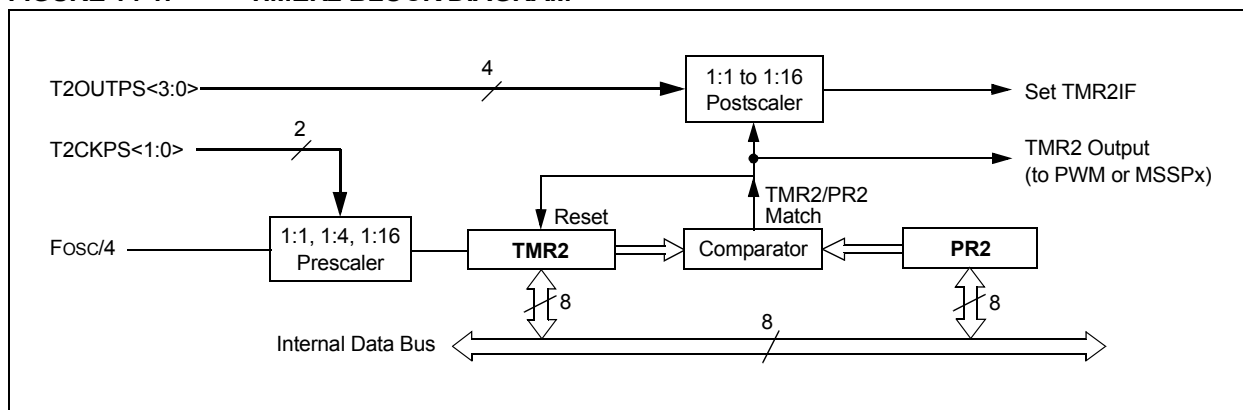 T2OUTPS<3:0>
4
1:1 to 1:16
Postscaler
Set TMR2IF
T2CKPS<1:0>
2
TMR2 Output
(to PWM or MSSPx)
TMR2/PR2
Match
Reset
FOSC/4
1:1, 1:4, 1:16
Prescaler
TMR2
Comparator
PR2
8
8
8
Internal Data Bus